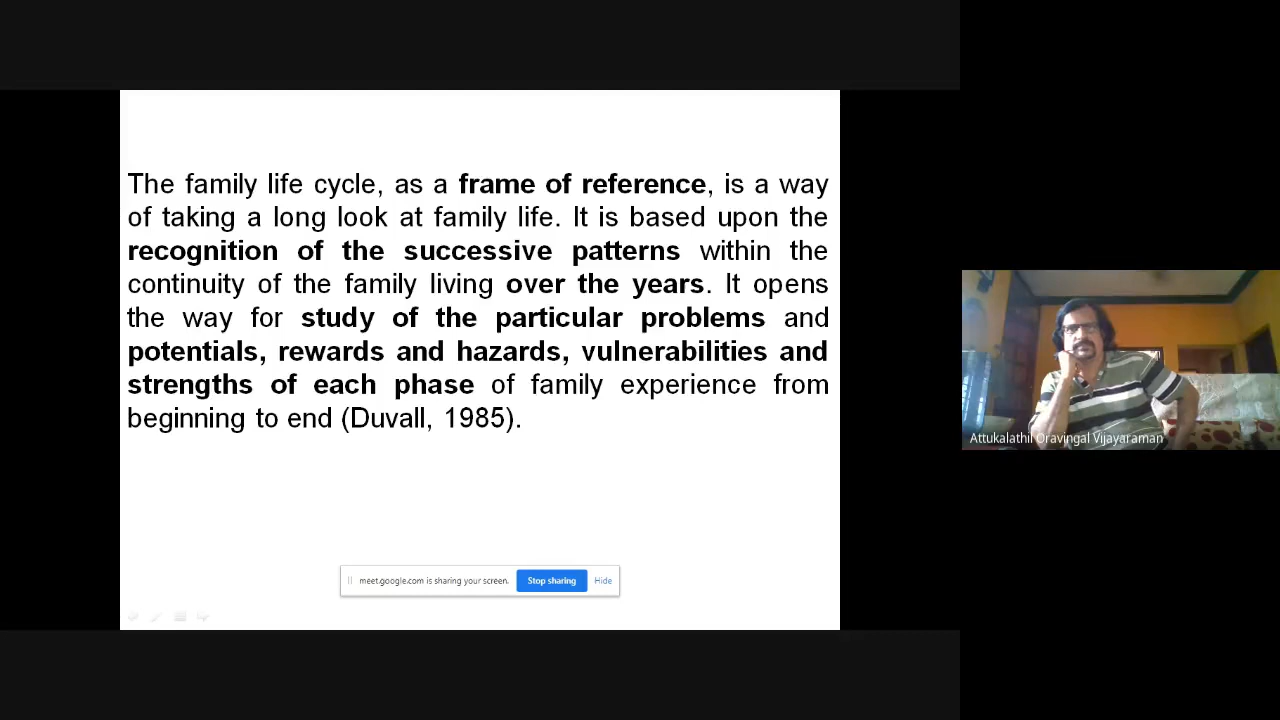 The family life cycle, as a frame of reference, is a way
of taking a long look at family life. It is based upon the
recognition of the successive patterns within the
continuity of the family living over the years. It opens
the way for study of the particular problems and
potentials, rewards and hazards, vulnerabilities and
strengths of each phase of family experience from
beginning to end (Duvall, 1985).
Attukalathil Oravingal Vijayaraman
meet.google.com is sharing your screen. Stop sharing Hide